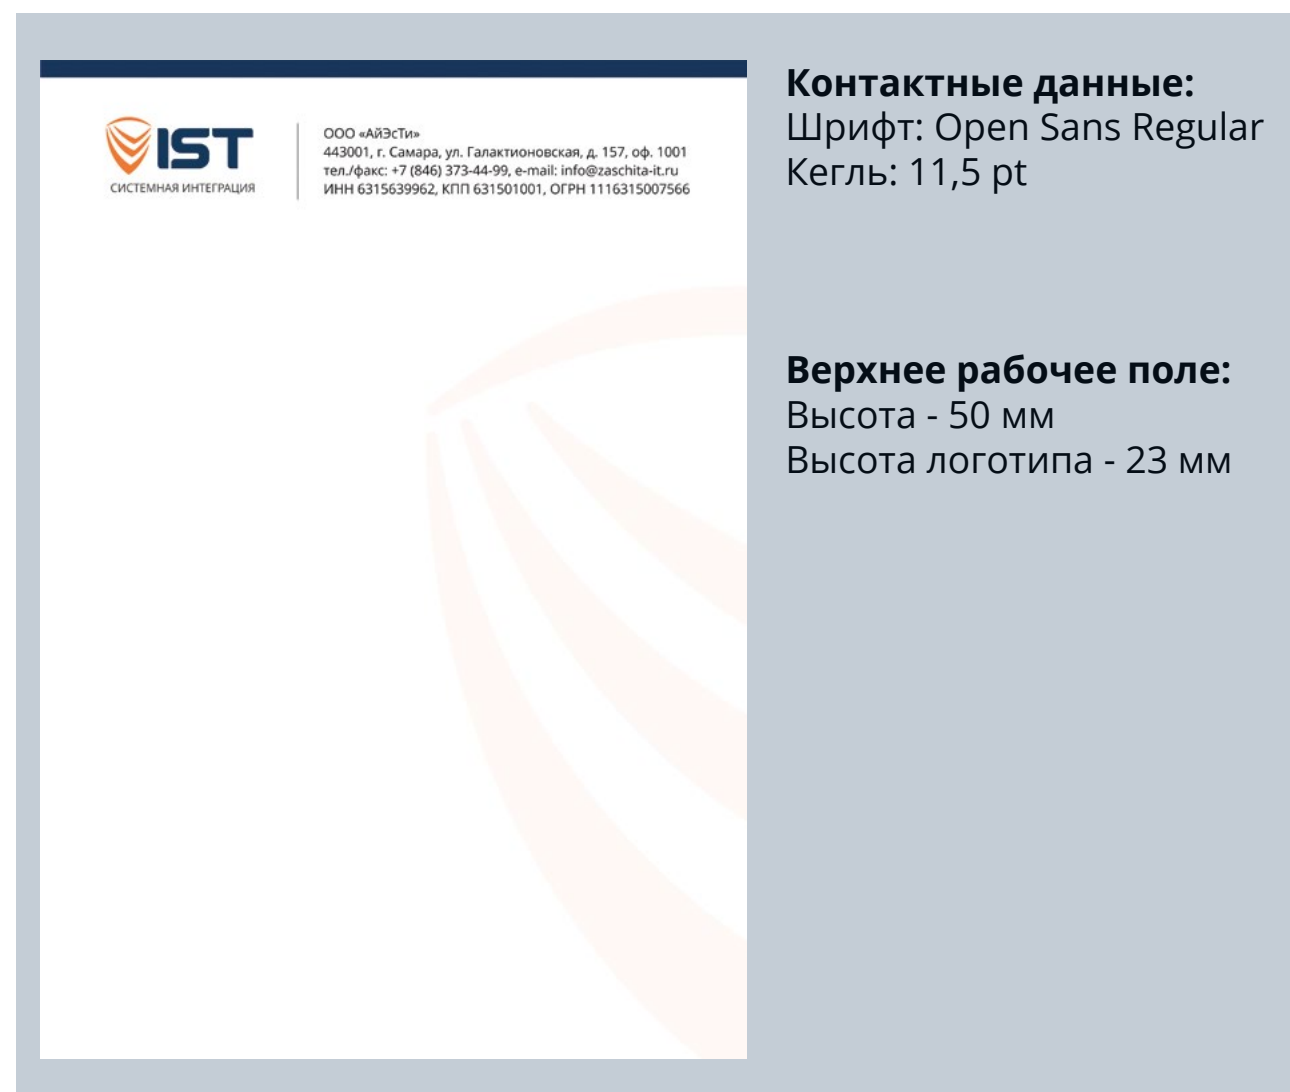 IST
СИСТЕМНАЯ ИНТЕГРАЦИЯ
ООО «АйЭсТи»
443001, г. Самара, ул. Галактионовская, д. 157, оф. 1001
тел./факс: +7 (846) 373-44-99, e-mail: info@zaschita-it.ru
ИНН 6315639962, КПП 631501001, ОГРН 1116315007566
Контактные данные:
Шрифт: Open Sans Regular
Кегль: 11,5 pt
Верхнее рабочее поле:
Высота - 50 мм
Высота логотипа - 23 мм